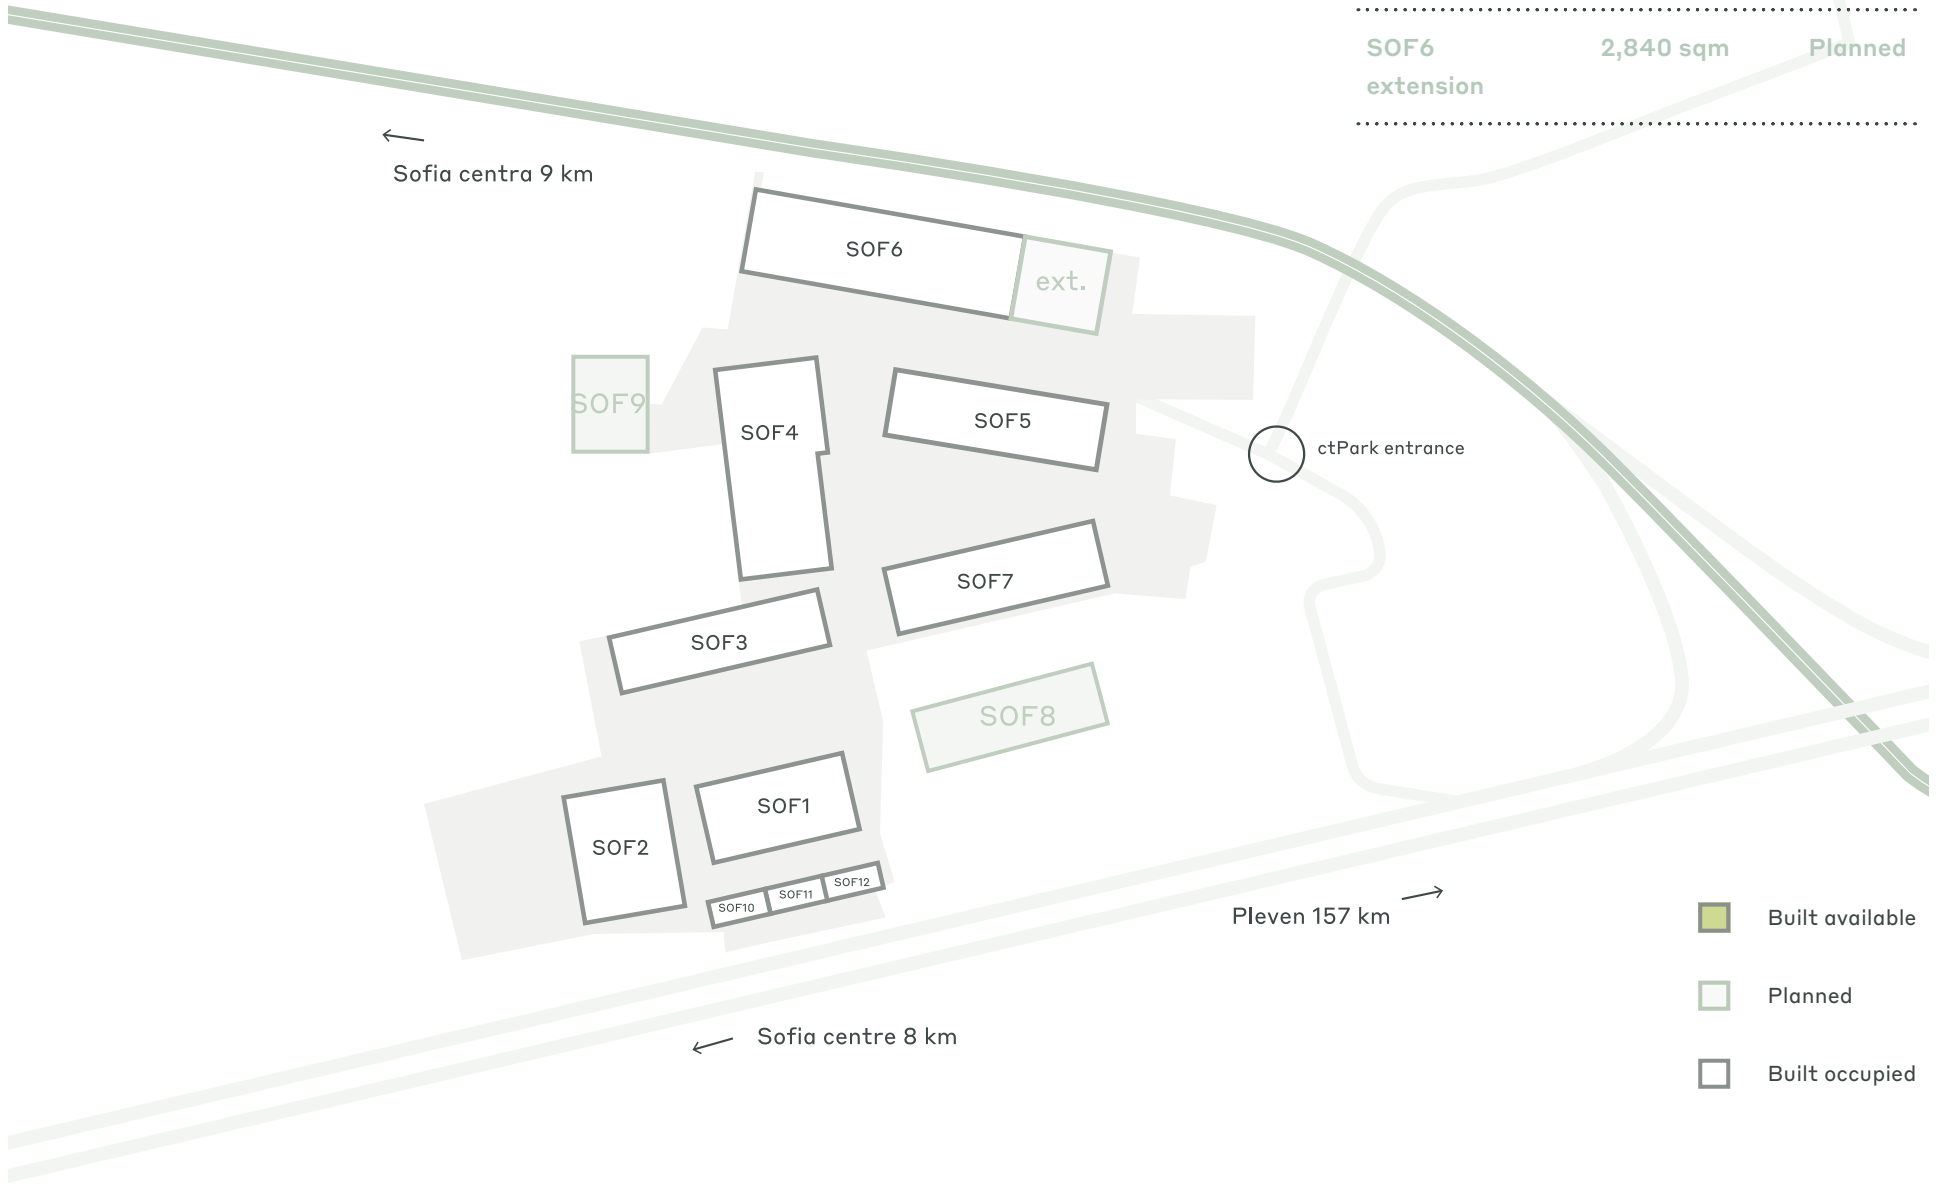 SOF6 2,840 sqm Planned
extension
Sofia centra 9 km
SOF6
ext.
SOF9
SOF4
SOF5
ctPark entrance
SOF7
SOF3
SOF8
SOF1
SOF2
SOF10 SOF11 SOF12
Pleven 157 km
Sofia centre 8 km
Built available
Planned
Built occupied